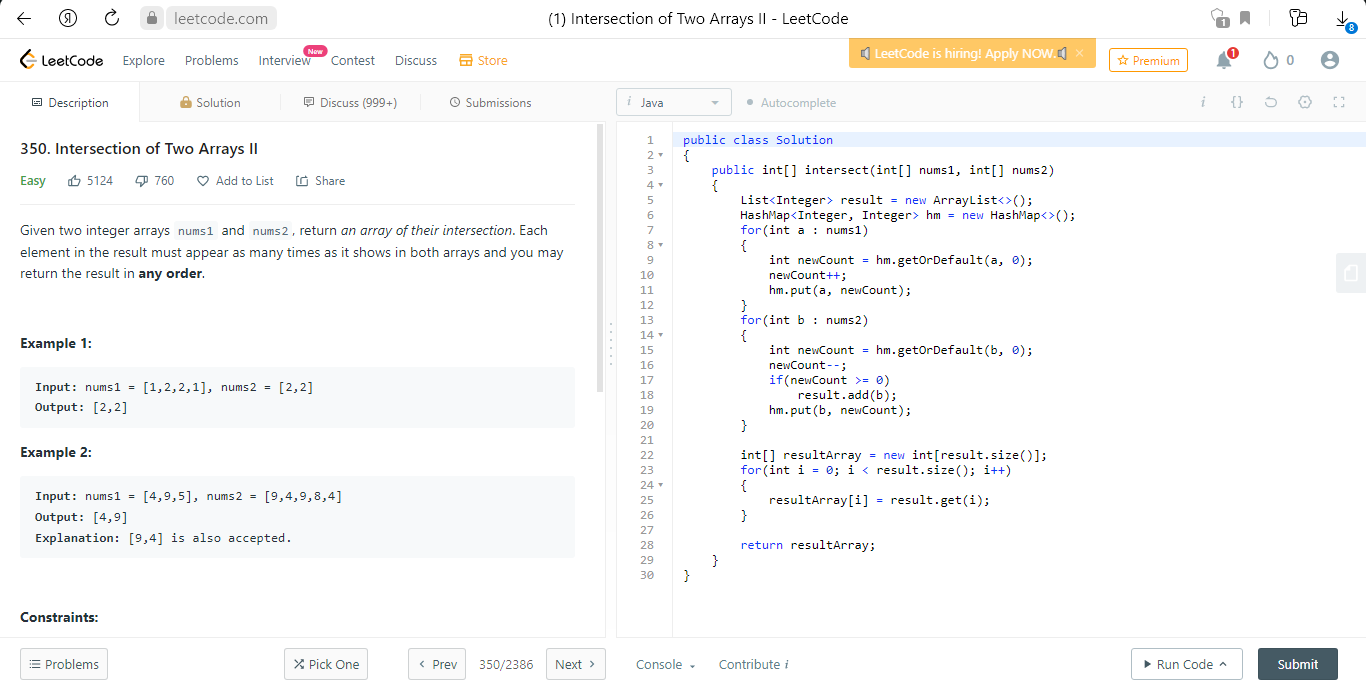 leetcode.com
(1) Intersection of Two Arrays II - LeetCode
1
8
LeetCode
Explore
Problems
Interview
New
Contest
Discuss
Store
LeetCode is hiring! Apply NOW.
×
Premium
1
0
Description
Solution
Discuss (999+)
Submissions
i Java
Autocomplete
i
{}
350. Intersection of Two Arrays II
Easy
5124
760
Add to List
Share
Given two integer arrays nums1 and nums2, return an array of their intersection. Each
element in the result must appear as many times as it shows in both arrays and you may
return the result in any order.
Example 1:
Input: nums1 = [1,2,2,1], nums2 = [2,2]
Output: [2,2]
Example 2:
Input: nums1 = [4,9,5], nums2 = [9,4,9,8,4]
Output: [4,9]
Explanation: [9,4] is also accepted.
Constraints:
1 public class Solution
2 {
3     public int[] intersect(int[] nums1, int[] nums2)
4     {
5         List<Integer> result = new ArrayList<>();
6         HashMap<Integer, Integer> hm = new HashMap<>();
7         for(int a : nums1)
8         {
9             int newCount = hm.getOrDefault(a, 0);
10             newCount++;
11             hm.put(a, newCount);
12         }
13         for(int b : nums2)
14         {
15             int newCount = hm.getOrDefault(b, 0);
16             newCount--;
17             if(newCount >= 0)
18                 result.add(b);
19             hm.put(b, newCount);
20         }
21
22         int[] resultArray = new int[result.size()];
23         for(int i = 0; i < result.size(); i++)
24         {
25             resultArray[i] = result.get(i);
26         }
27
28         return resultArray;
29     }
30 }
Problems
Pick One
Prev
350/2386
Next
Console
Contribute i
Run Code
Submit